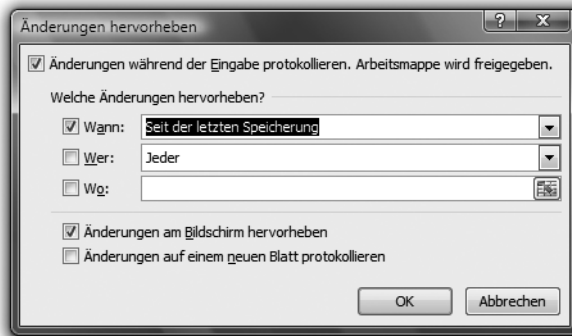 Änderungen hervorheben
Änderungen während der Eingabe protokollieren. Arbeitsmappe wird freigegeben.
Welche Änderungen hervorheben?
Wann: Seit der letzten Speicherung
Wer: Jeder
Wo:
Änderungen am Bildschirm hervorheben
Änderungen auf einem neuen Blatt protokollieren
OK Abbrechen